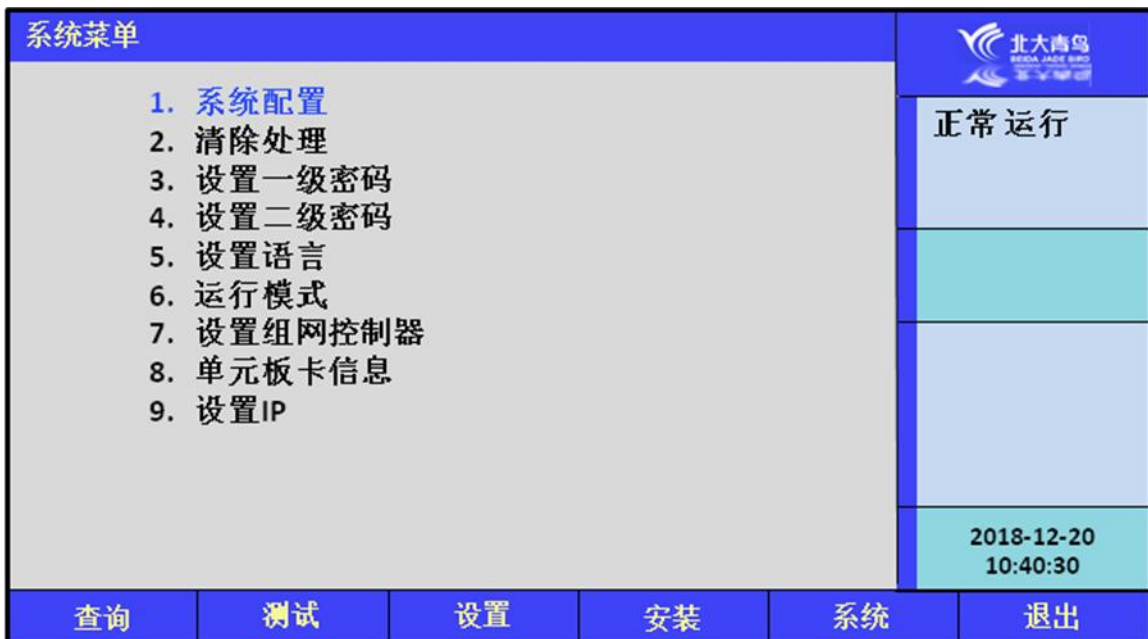 系统菜单
北大青鸟
BEIDA JADE BIRD
1. 系统配置
2. 清除处理
3. 设置一级密码
4. 设置二级密码
5. 设置语言
6. 运行模式
7. 设置组网控制器
8. 单元板卡信息
9. 设置IP
正常运行
2018-12-20
10:40:30
查询 测试 设置 安装 系统 退出